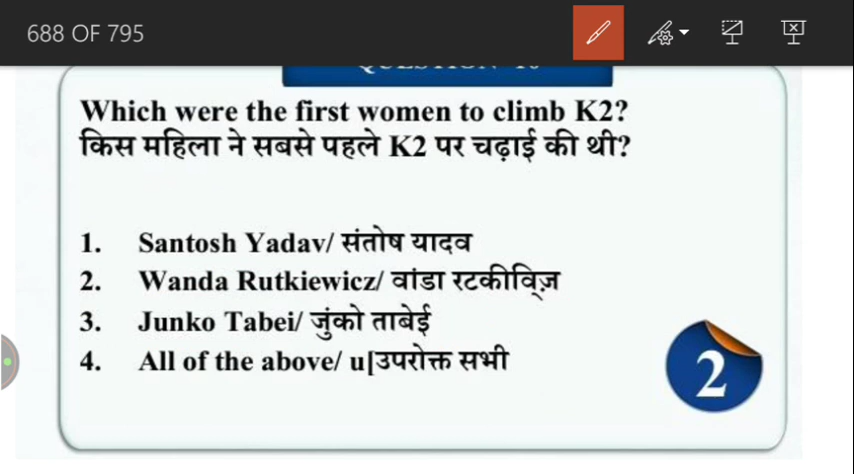 688 OF 795
Which were the first women to climb K2?
किस महिला ने सबसे पहले K2 पर चढ़ाई की थी?
1. Santosh Yadav/ संतोष यादव
2. Wanda Rutkiewicz/ वांडा रटकीवि्ज़
3. Junko Tabei/ जुंको ताबेई
4. All of the above/ u[उपरोक्त सभी
2